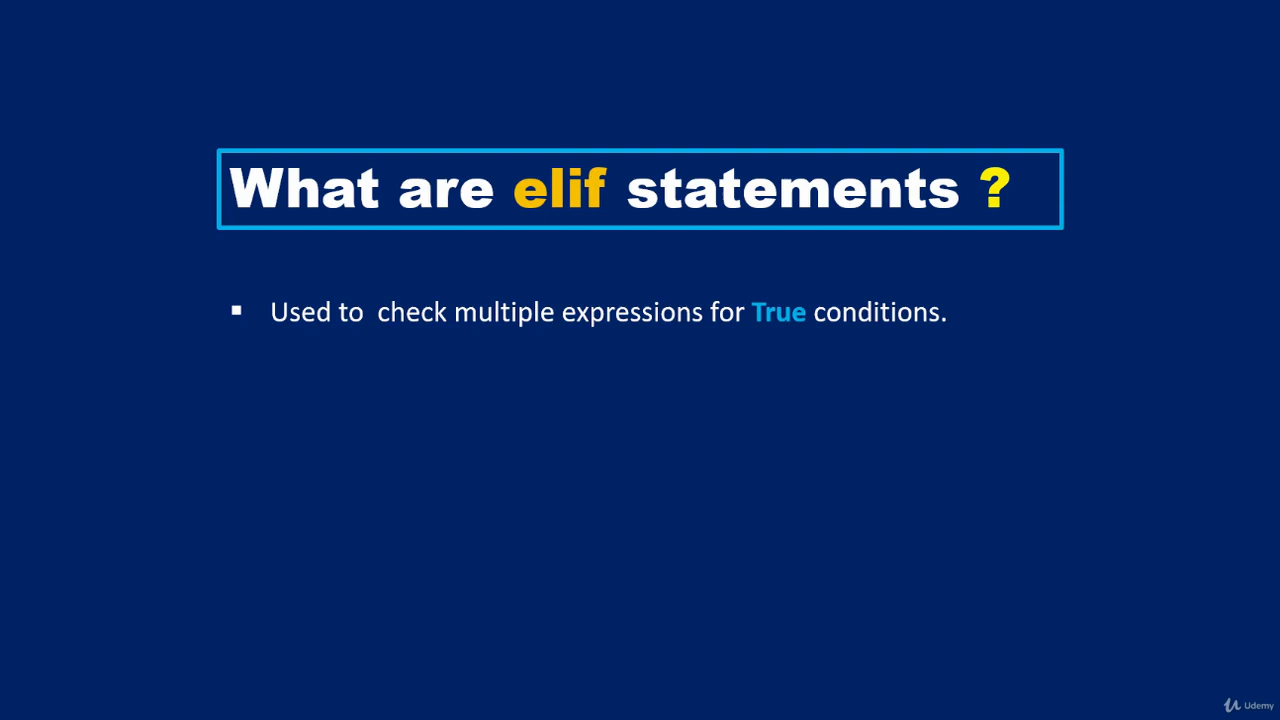 What are elif statements ?
▪ Used to check multiple expressions for True conditions.
Udemy